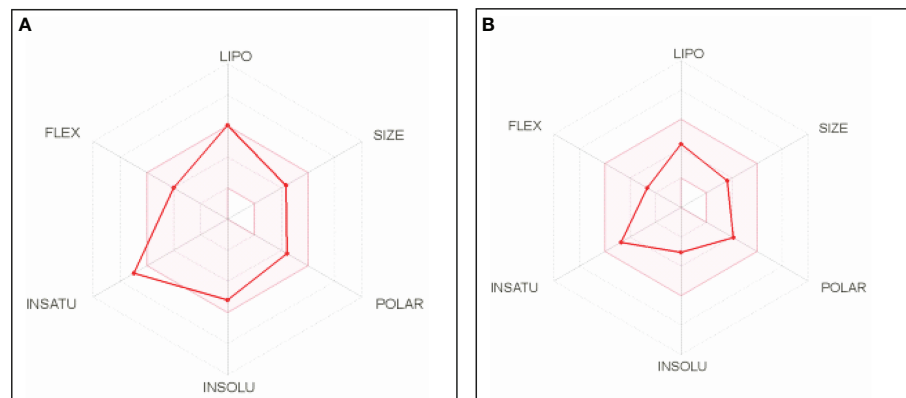 A
LIPO
FLEX
SIZE
INSATU
POLAR
INSOLU
B
LIPO
FLEX
SIZE
INSATU
POLAR
INSOLU